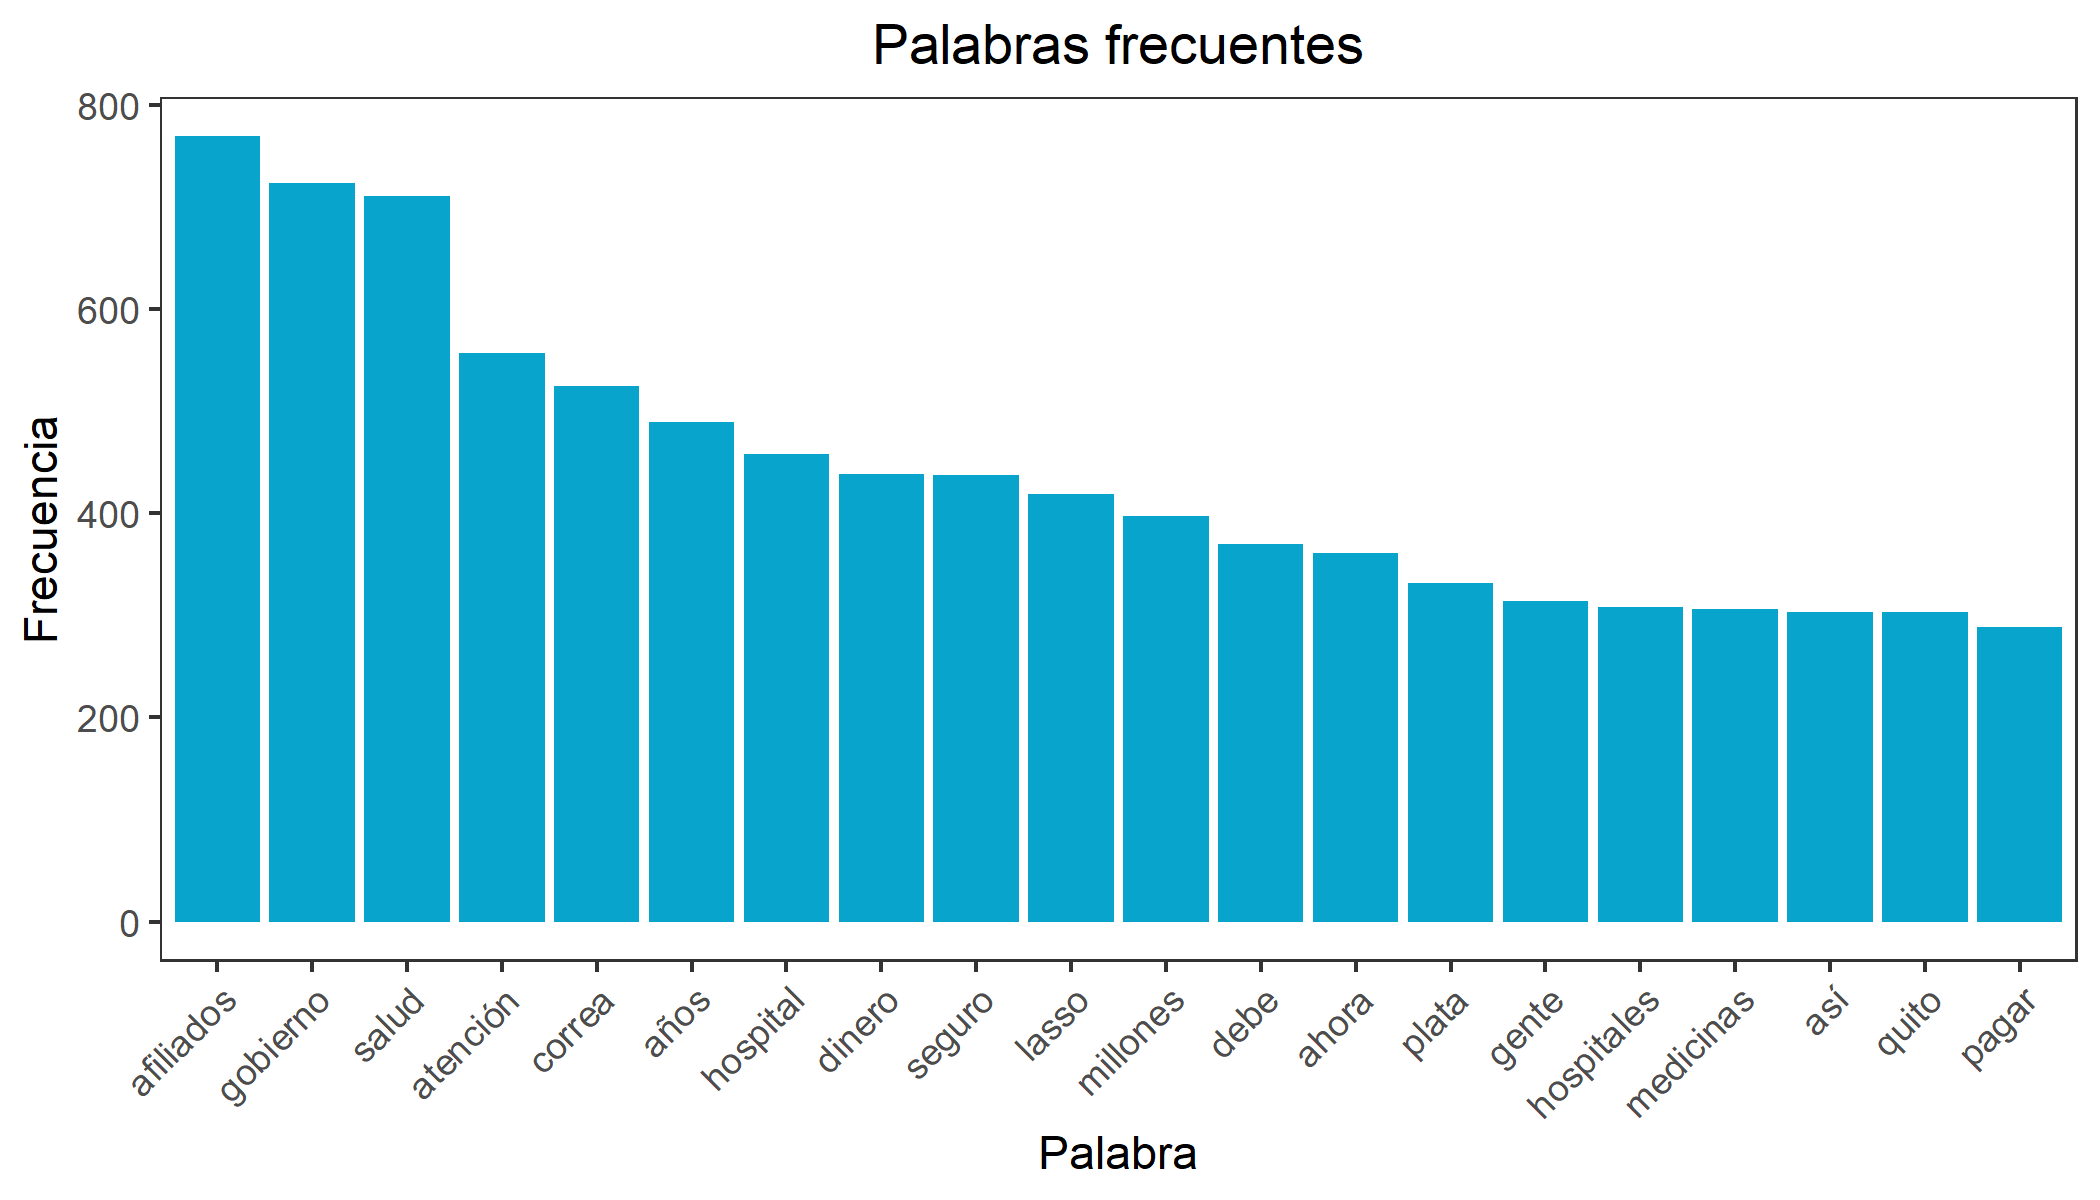 Palabras frecuentes
Frecuencia
800
600
400
200
0
afiliados
gobierno
salud
atención
correa
años
hospital
dinero
seguro
lasso
millones
debe
ahora
plata
gente
hospitales
medicinas
así
quito
pagar
Palabra